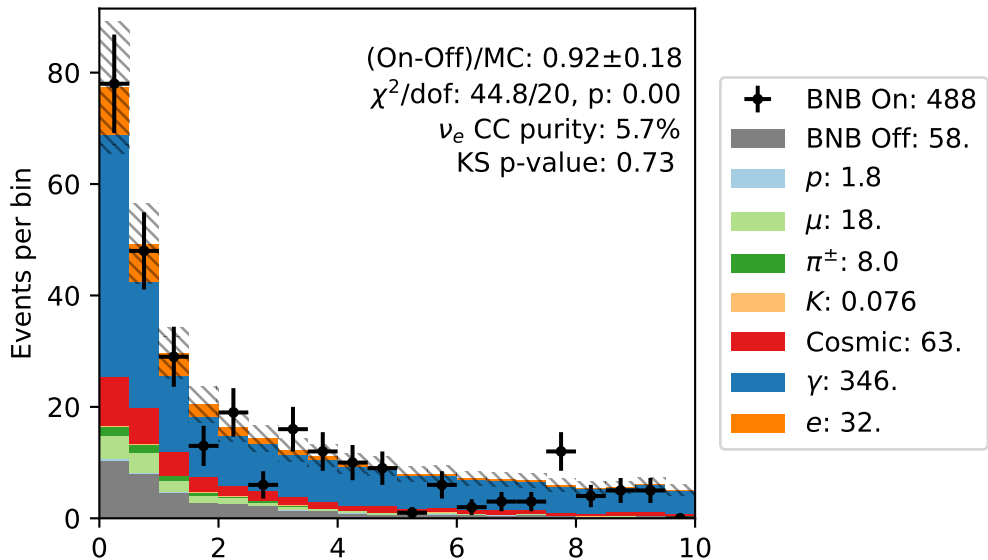 (On-Off)/MC: 0.92±0.18
χ²/dof: 44.8/20, p: 0.00
νₑ CC purity: 5.7%
KS p-value: 0.73
Events per bin
80
60
40
20
0
0 2 4 6 8 10
BNB On: 488
BNB Off: 58.
p: 1.8
μ: 18.
π±: 8.0
K: 0.076
Cosmic: 63.
γ: 346.
e: 32.